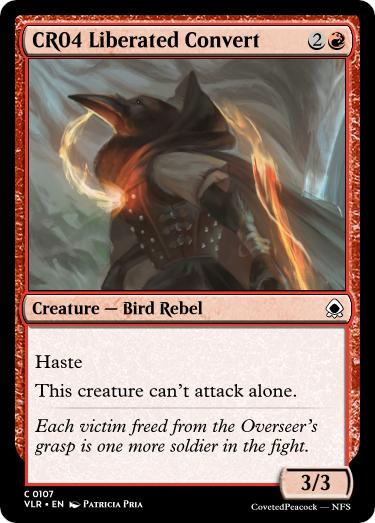 CR04 Liberated Convert 2
Creature — Bird Rebel
Haste
This creature can't attack alone.
Each victim freed from the Overseer's
grasp is one more soldier in the fight.
3/3
C 0107
VLR • EN Patricia Pria
CovetedPeacock — NFS